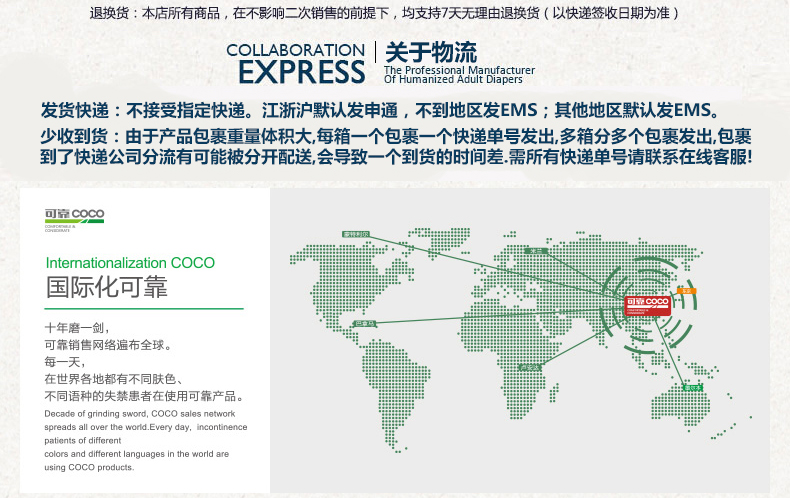 退换货：本店所有商品，在不影响二次销售的前提下，均支持7天无理由退换货（以快递签收日期为准）
COLLABORATION
EXPRESS
关于物流
The Professional Manufacturer
Of Humanized Adult Diapers
发货快递：不接受指定快递。江浙沪默认发申通，不到地区发EMS；其他地区默认发EMS。
少收到货：由于产品包裹重量体积大,每箱一个包裹一个快递单号发出,多箱分多个包裹发出,包裹
到了快递公司分流有可能被分开配送,会导致一个到货的时间差.需所有快递单号请联系在线客服!
可靠 COCO
COMFORTABLE &
CONSIDERATE
Internationalization COCO
国际化可靠
十年磨一剑，
可靠销售网络遍布全球。
每一天，
在世界各地都有不同肤色、
不同语种的失禁患者在使用可靠产品。
Decade of grinding sword, COCO sales network
spreads all over the world.Every day, incontinence
patients of different
colors and different languages in the world are
using COCO products.
可靠 COCO
巴拿马
卢安达
墨尔本